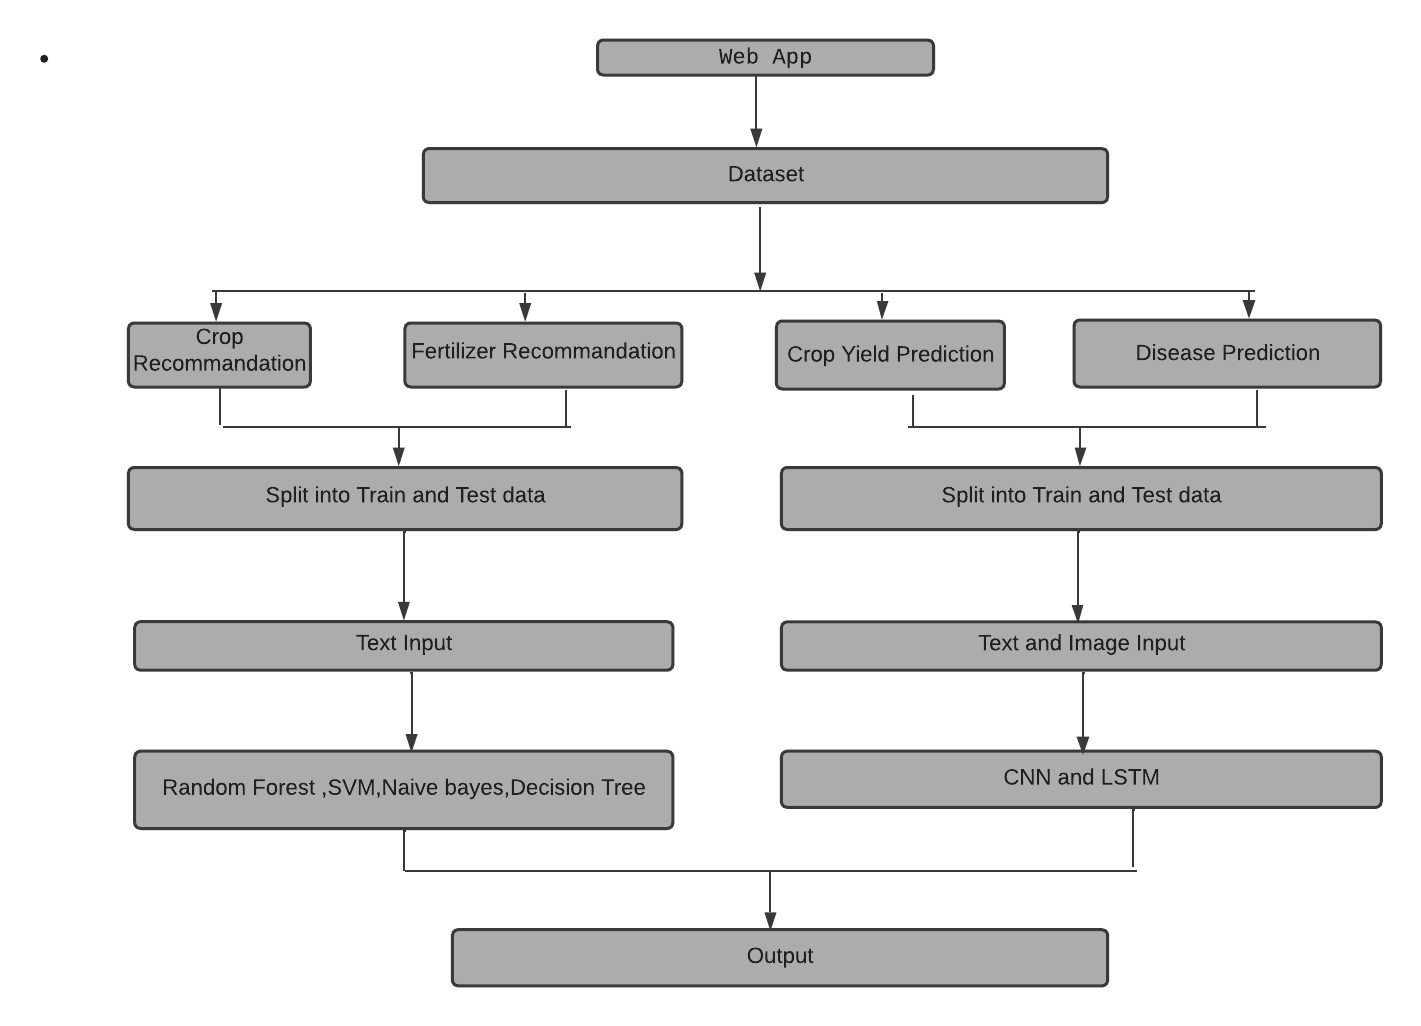 Web App
Dataset
Crop
Recommandation
Fertilizer Recommandation
Crop Yield Prediction
Disease Prediction
Split into Train and Test data
Split into Train and Test data
Text Input
Text and Image Input
Random Forest ,SVM,Naive bayes,Decision Tree
CNN and LSTM
Output